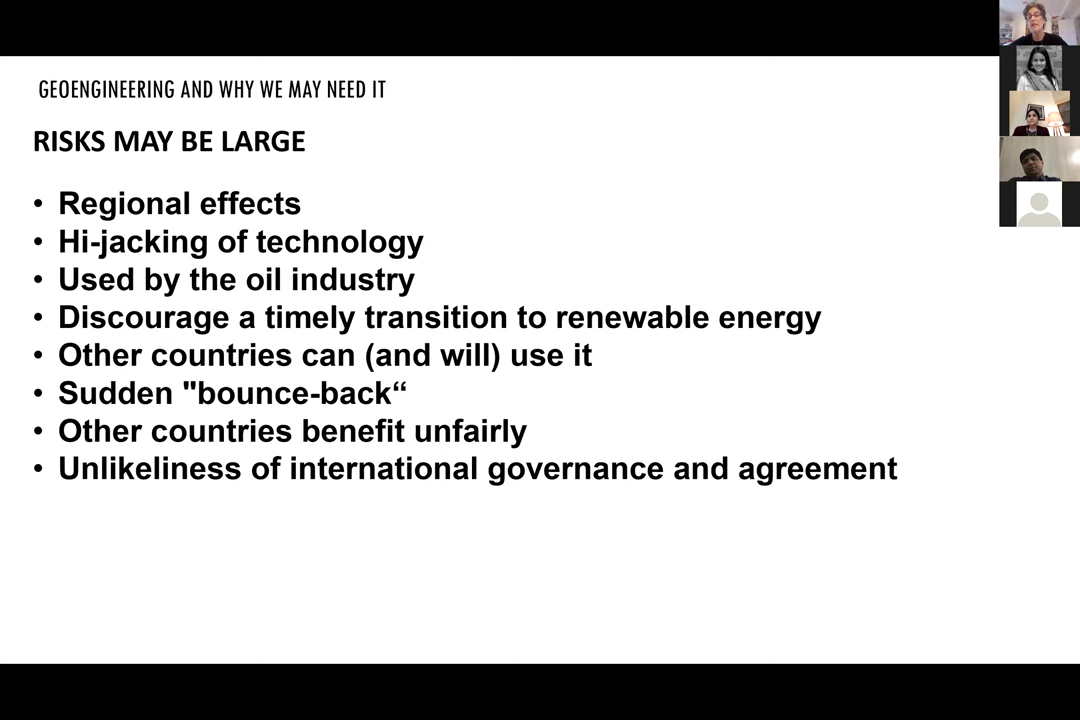 GEOENGINEERING AND WHY WE MAY NEED IT
RISKS MAY BE LARGE
• Regional effects
• Hi-jacking of technology
• Used by the oil industry
• Discourage a timely transition to renewable energy
• Other countries can (and will) use it
• Sudden "bounce-back“
• Other countries benefit unfairly
• Unlikeliness of international governance and agreement